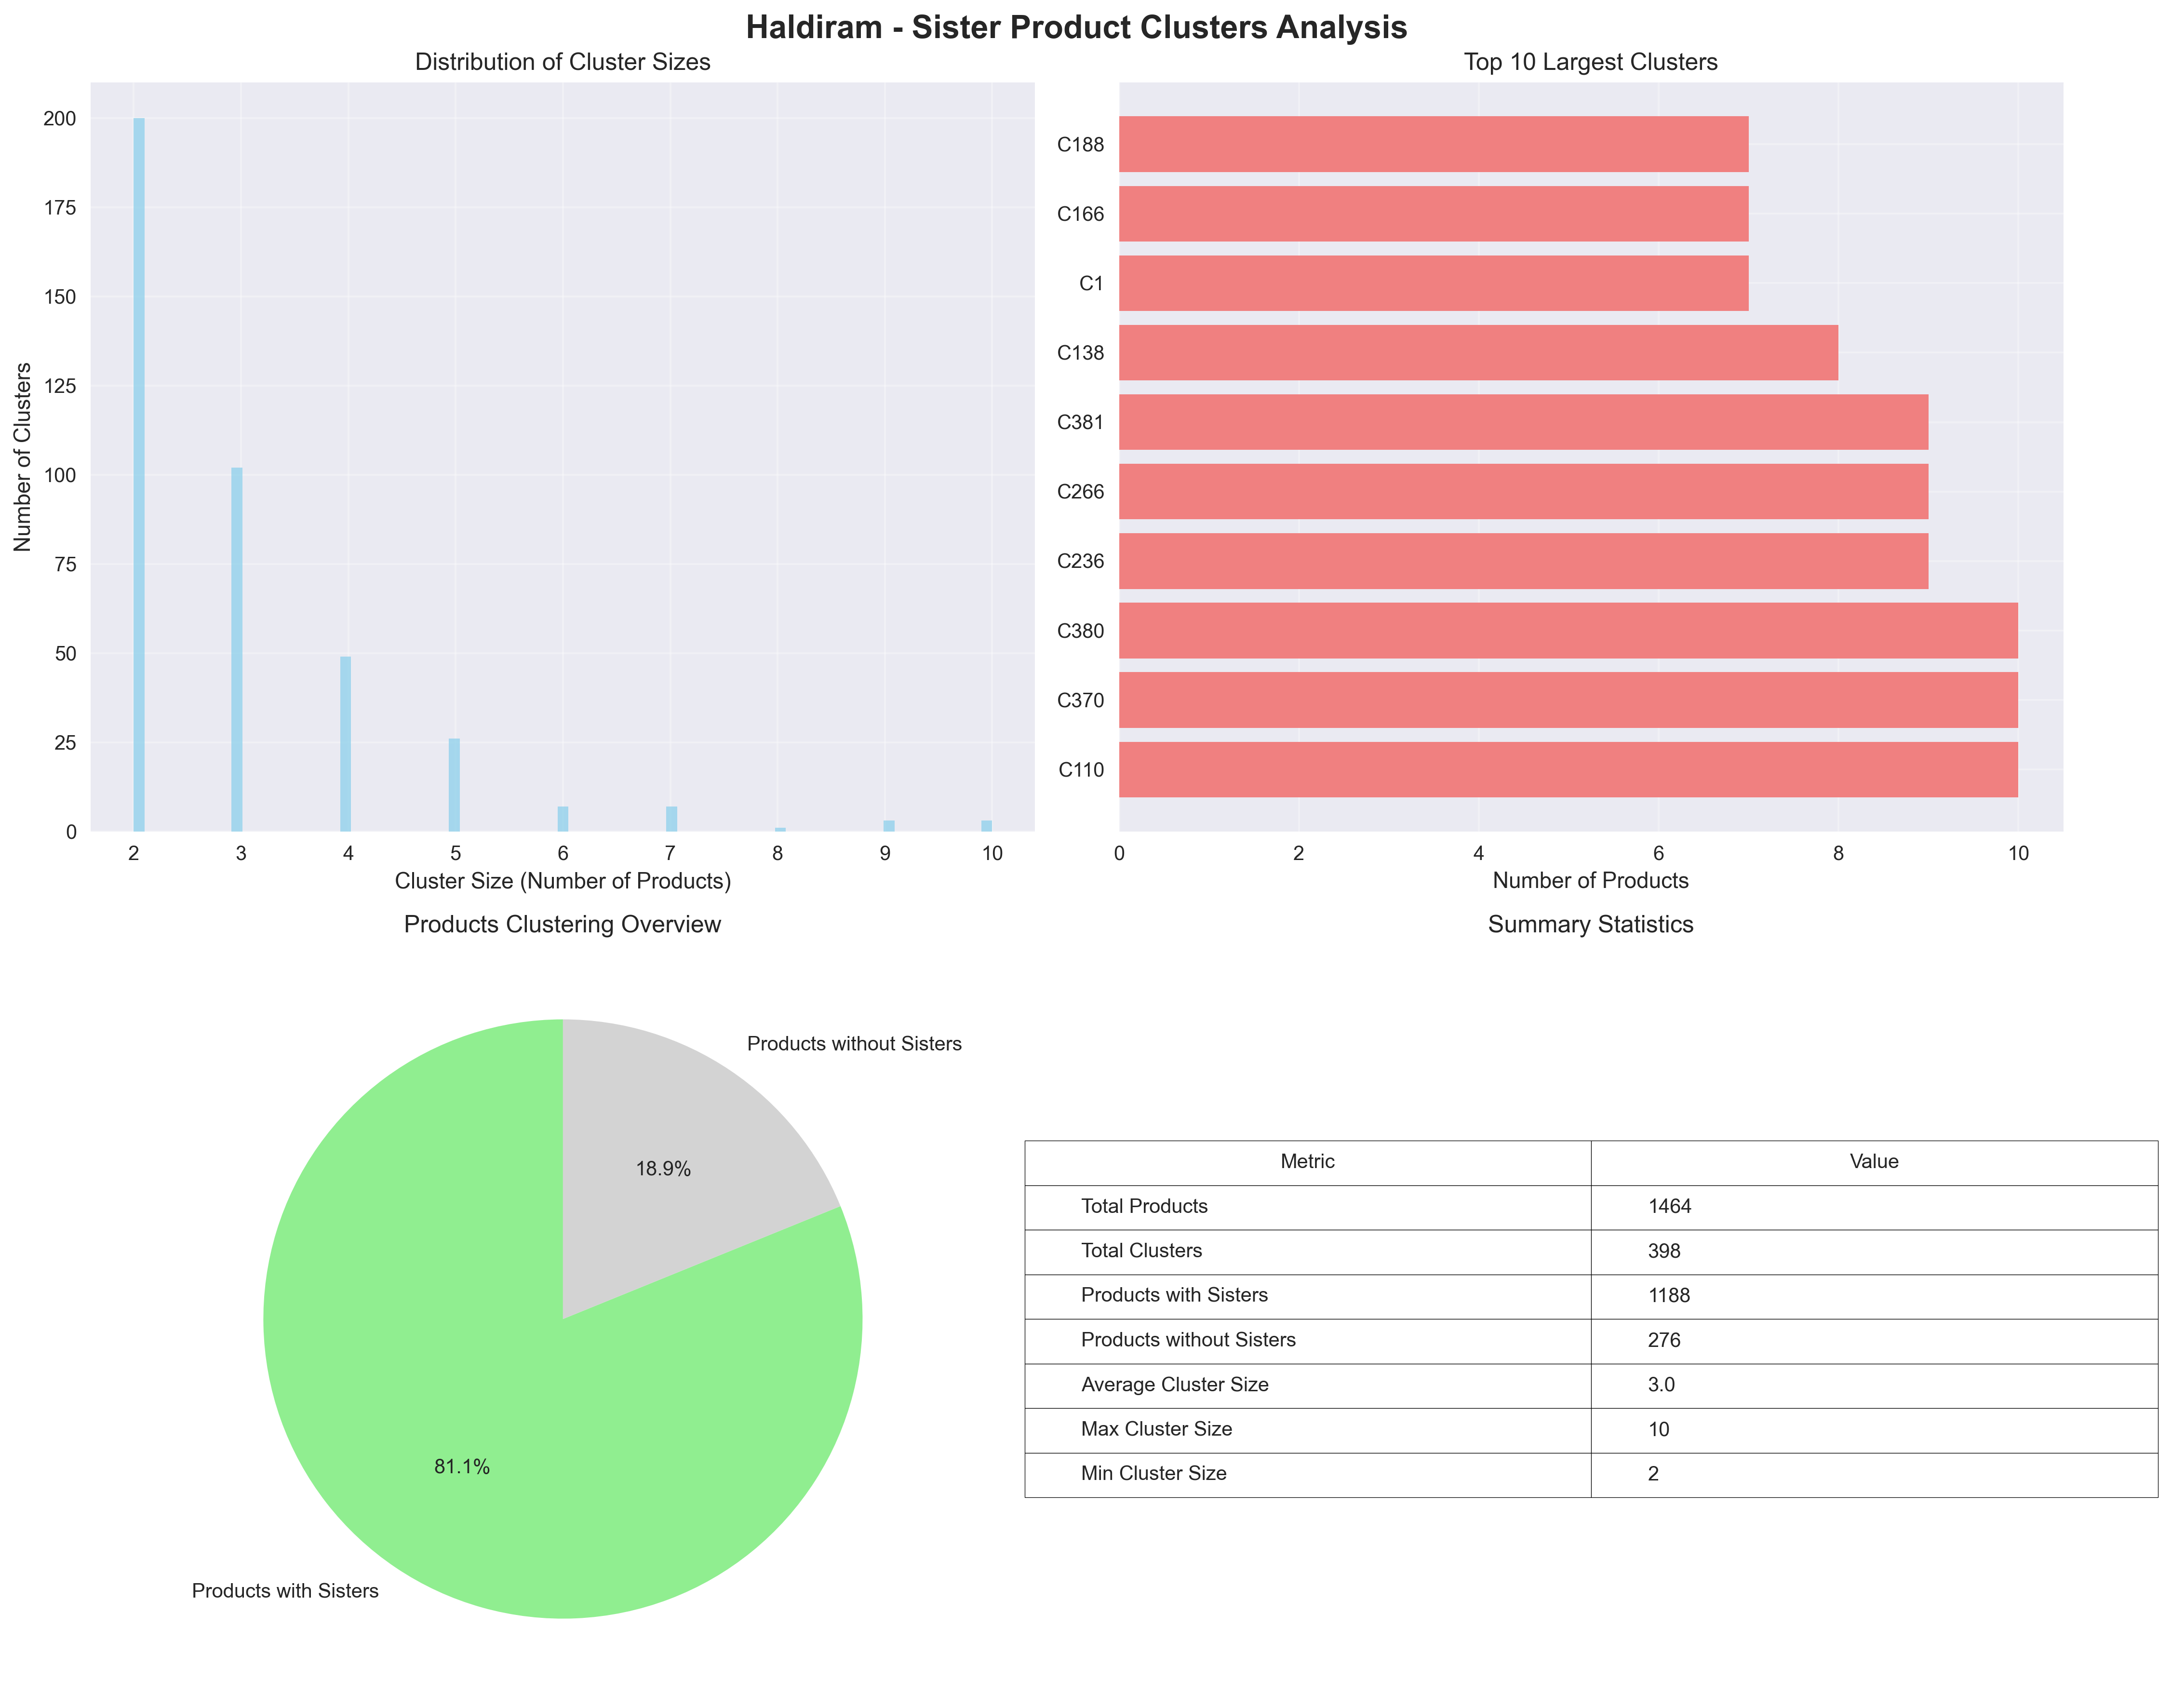 Haldiram - Sister Product Clusters Analysis
Distribution of Cluster Sizes
200
175
150
125
100
75
50
25
0
Number of Clusters
2 3 4 5 6 7 8 9 10
Cluster Size (Number of Products)
Top 10 Largest Clusters
C188
C166
C1
C138
C381
C266
C236
C380
C370
C110
0 2 4 6 8 10
Number of Products
Products Clustering Overview
Products without Sisters
18.9%
81.1%
Products with Sisters
Summary Statistics
Metric Value
Total Products 1464
Total Clusters 398
Products with Sisters 1188
Products without Sisters 276
Average Cluster Size 3.0
Max Cluster Size 10
Min Cluster Size 2